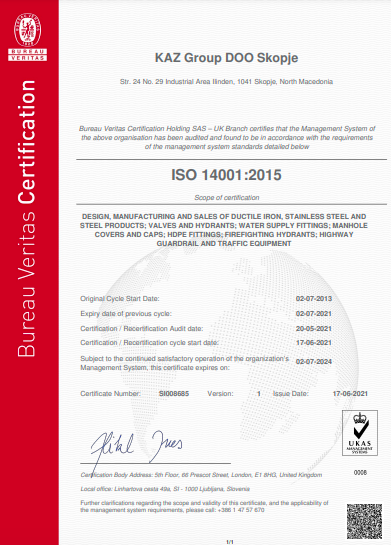 BUREAU
VERITAS
Bureau Veritas Certification
KAZ Group DOO Skopje
Str. 24 No. 29 Industrial Area Ilinden, 1041 Skopje, North Macedonia
Bureau Veritas Certification Holding SAS – UK Branch certifies that the Management System of
the above organisation has been audited and found to be in accordance with the requirements
of the management system standards detailed below
ISO 14001:2015
Scope of certification
DESIGN, MANUFACTURING AND SALES OF DUCTILE IRON, STAINLESS STEEL AND
STEEL PRODUCTS; VALVES AND HYDRANTS; WATER SUPPLY FITTINGS; MANHOLE
COVERS AND CAPS; HDPE FITTINGS; FIREFIGHTING HYDRANTS; HIGHWAY
GUARDRAIL AND TRAFFIC EQUIPMENT
Original Cycle Start Date: 02-07-2013
Expiry date of previous cycle: 02-07-2021
Certification / Recertification Audit date: 20-05-2021
Certification / Recertification cycle start date: 17-06-2021
Subject to the continued satisfactory operation of the organization's
Management System, this certificate expires on: 02-07-2024
Certificate Number: SI008685 Version: 1 Issue Date: 17-06-2021
UKAS
MANAGEMENT
SYSTEMS
0008
Certification Body Address: 5th Floor, 66 Prescot Street, London, E1 8HG, United Kingdom
Local office: Linhartova cesta 49a, SI - 1000 Ljubljana, Slovenia
Further clarifications regarding the scope and validity of this certificate, and the applicability of
the management system requirements, please call: +386 1 47 57 670
1/1